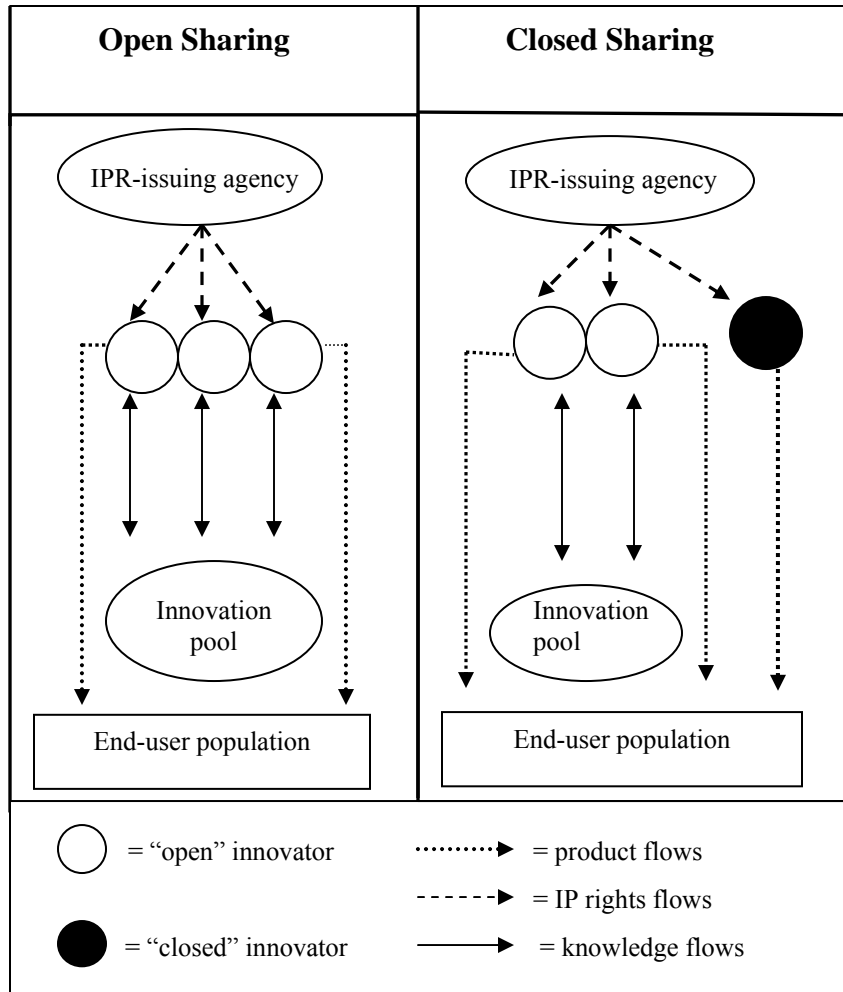 Open Sharing
Closed Sharing
IPR-issuing agency
IPR-issuing agency
Innovation
pool
Innovation
pool
End-user population
End-user population
= “open” innovator
= product flows
= IP rights flows
= “closed” innovator
= knowledge flows